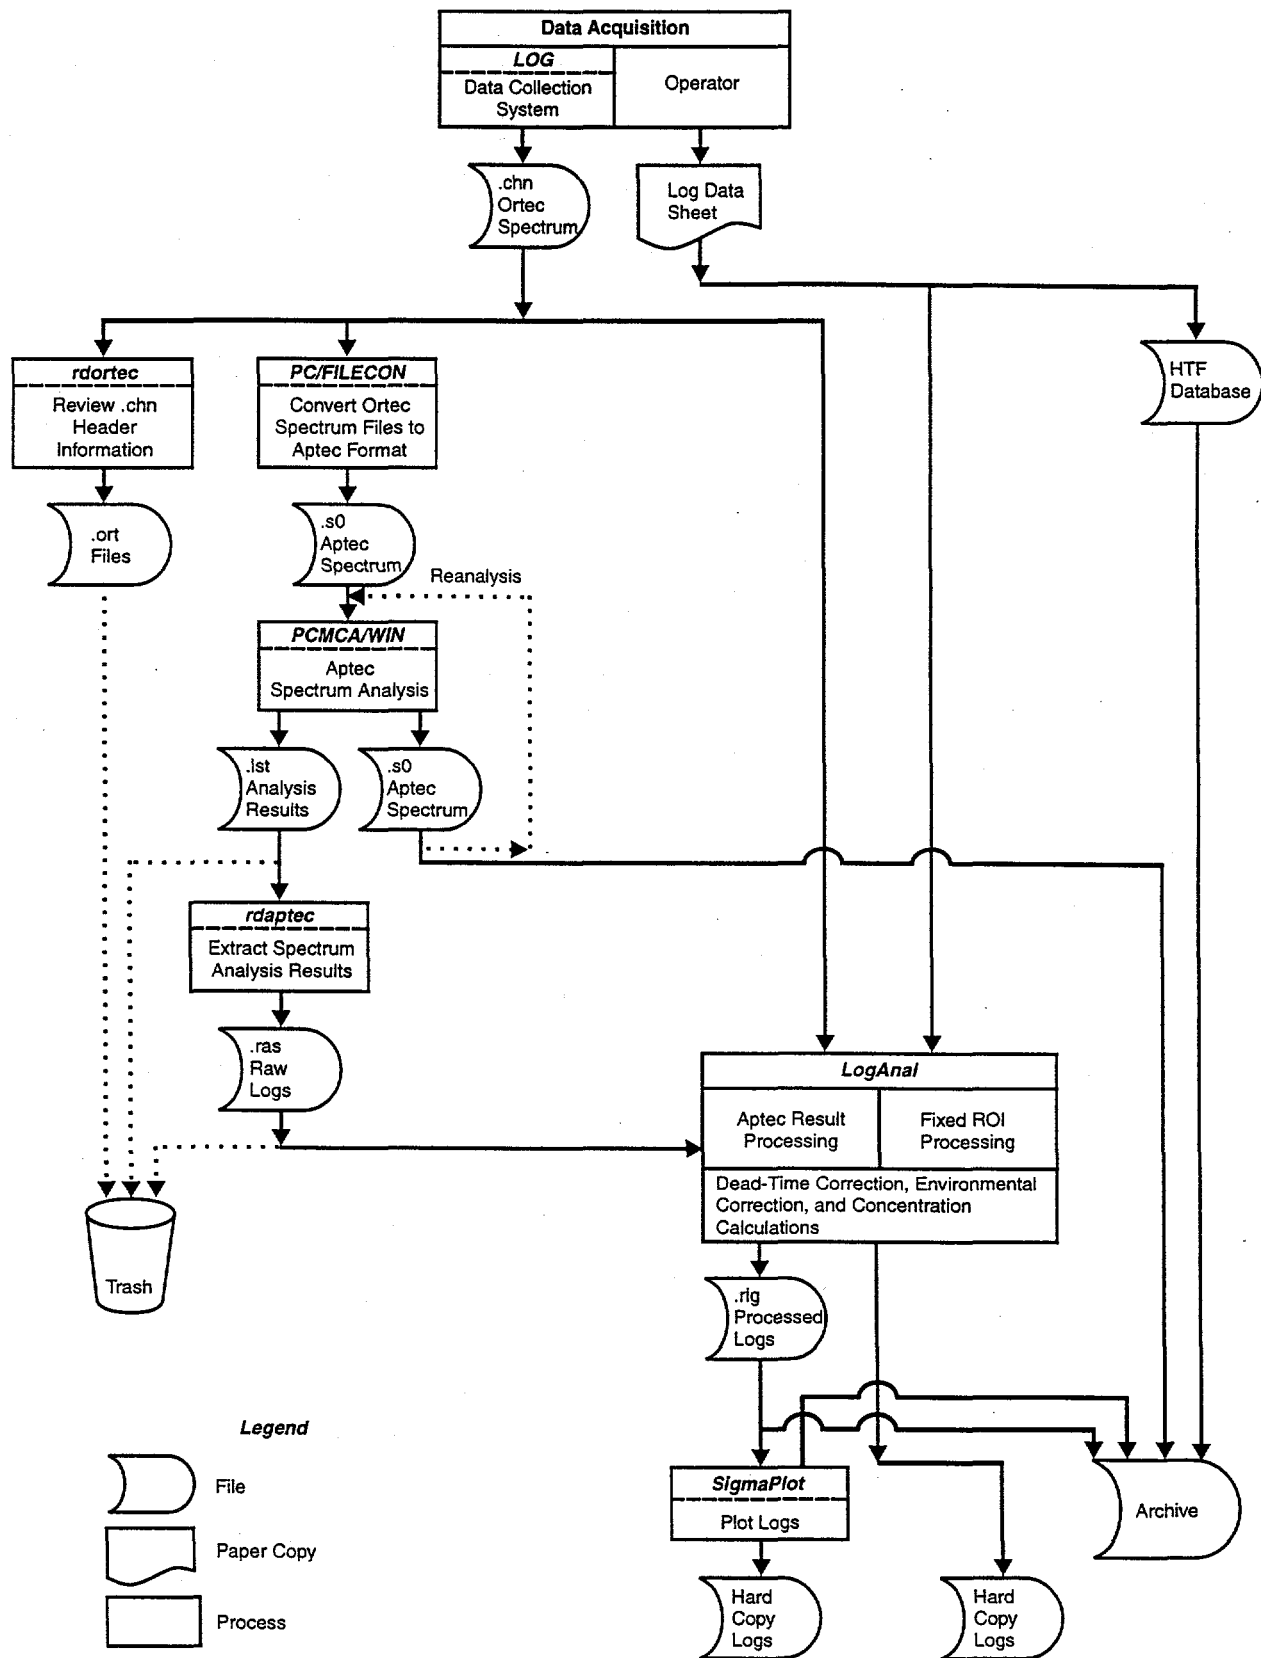 Data Acquisition
LOG
Data Collection
System
Operator
.chn
Ortec
Spectrum
Log Data
Sheet
rdortec
Review .chn
Header
Information
PC/FILECON
Convert Ortec
Spectrum Files to
Aptec Format
HTF
Database
.ort
Files
.s0
Aptec
Spectrum
Reanalysis
PCMCA/WIN
Aptec
Spectrum Analysis
.lst
Analysis
Results
.s0
Aptec
Spectrum
rdaptec
Extract Spectrum
Analysis Results
.ras
Raw
Logs
LogAnal
Aptec Result
Processing
Fixed ROI
Processing
Dead-Time Correction, Environmental
Correction, and Concentration
Calculations
Trash
.rlg
Processed
Logs
SigmaPlot
Plot Logs
Archive
Hard
Copy
Logs
Hard
Copy
Logs
Legend
File
Paper Copy
Process